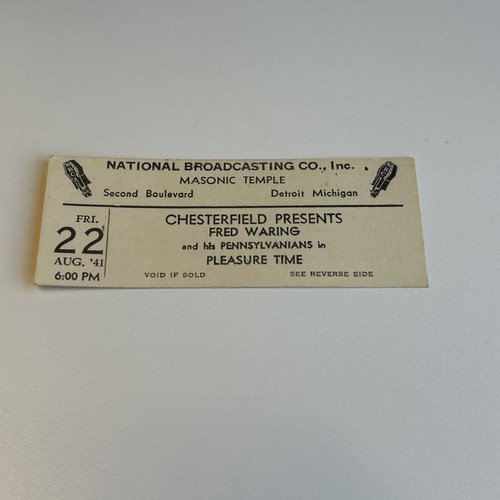 NATIONAL BROADCASTING CO., Inc.
MASONIC TEMPLE
Second Boulevard Detroit Michigan
FRI.
22
AUG. '41
6:00 PM
CHESTERFIELD PRESENTS
FRED WARING
and his PENNSYLVANIANS in
PLEASURE TIME
VOID IF SOLD SEE REVERSE SIDE